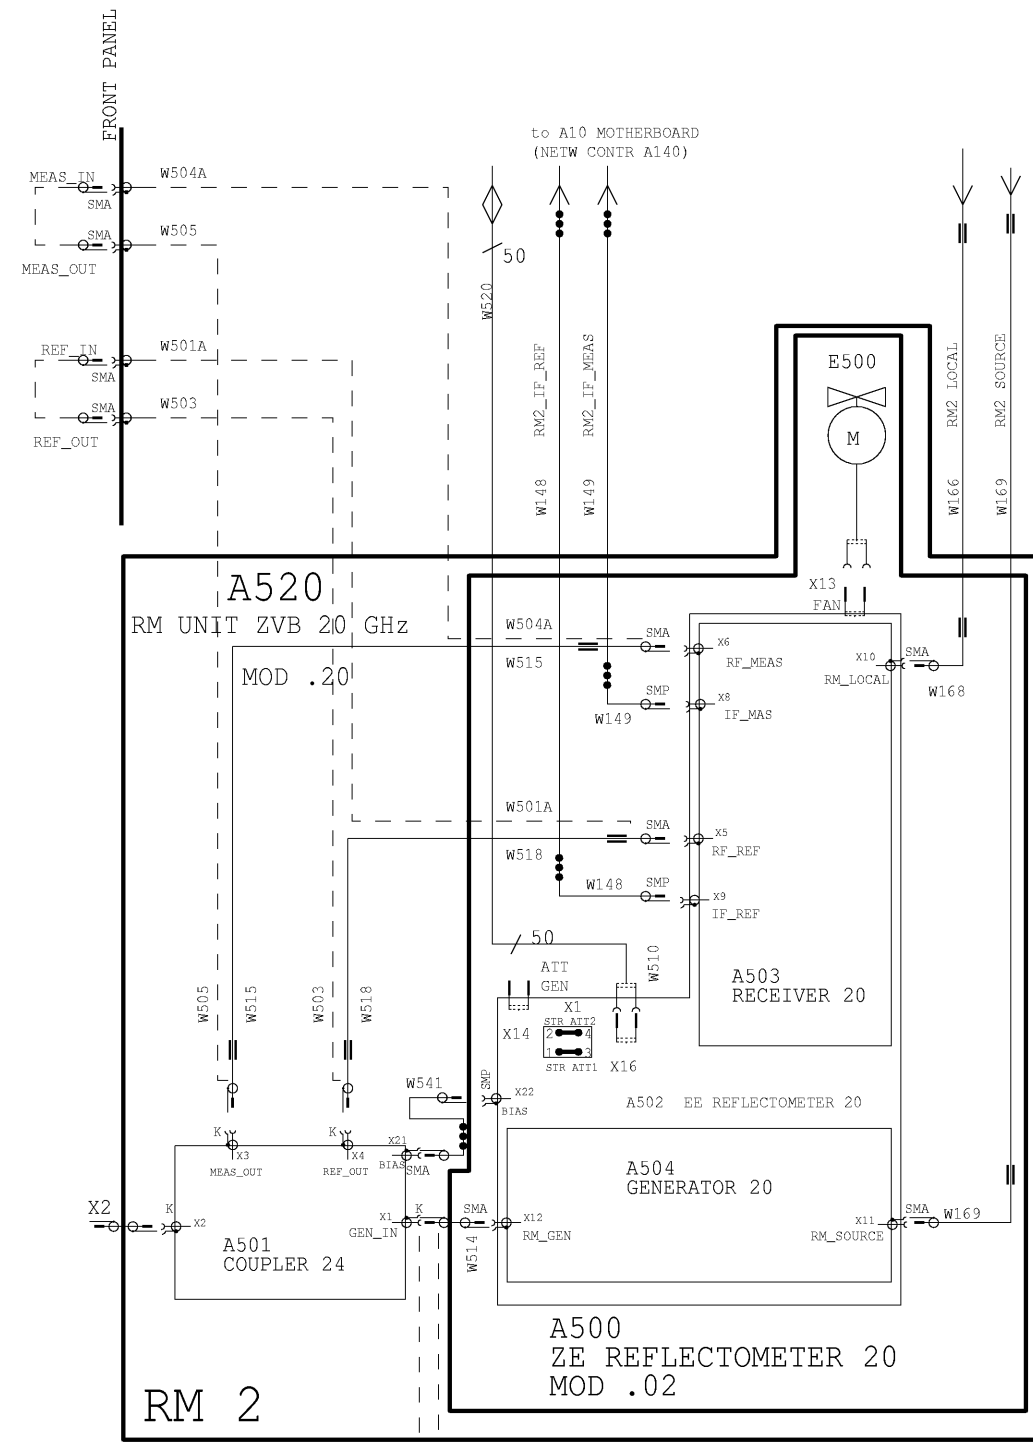 FRONT PANEL
to A10 MOTHERBOARD
(NETW CONTR A140)
MEAS_IN
W504A
SMA
SMA
W505
MEAS_OUT
50
W520
REF_IN
W501A
SMA
SMA
W503
REF_OUT
RM2_IF_REF
RM2_IF_MEAS
RM2 LOCAL
RM2 SOURCE
E500
M
W148
W149
W166
W169
A520
RM UNIT ZVB 20 GHz
MOD .20
X13
FAN
W504A
SMA
X6
W515
RF_MEAS
X10
SMA
RM_LOCAL
W168
SMP
X8
W149
IF_MAS
W501A
SMA
X5
W518
RF_REF
W148
SMP
X9
IF_REF
50
ATT
GEN
W510
A503
RECEIVER 20
W505
W515
W503
W518
X14
X1
STR ATT2
2
4
1
3
STR ATT1
X16
W541
SMP
X22
BIAS
A502 EE REFLECTOMETER 20
K
X3
MEAS_OUT
K
X4
REF_OUT
X21
BIAS
SMA
A504
GENERATOR 20
X2
K
X2
X1
GEN_IN
K
SMA
X12
RM_GEN
W514
X11
RM_SOURCE
SMA
W169
A501
COUPLER 24
A500
ZE REFLECTOMETER 20
MOD .02
RM 2